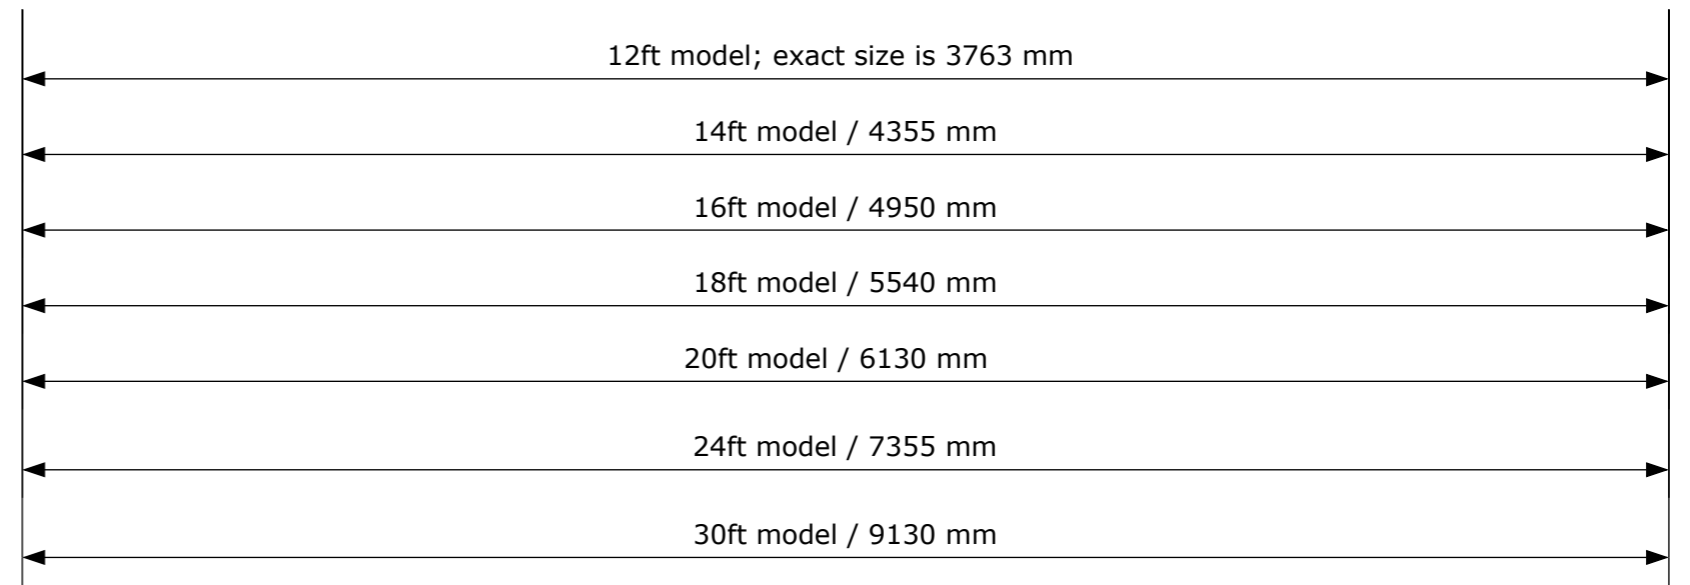 12ft model; exact size is 3763 mm
14ft model / 4355 mm
16ft model / 4950 mm
18ft model / 5540 mm
20ft model / 6130 mm
24ft model / 7355 mm
30ft model / 9130 mm